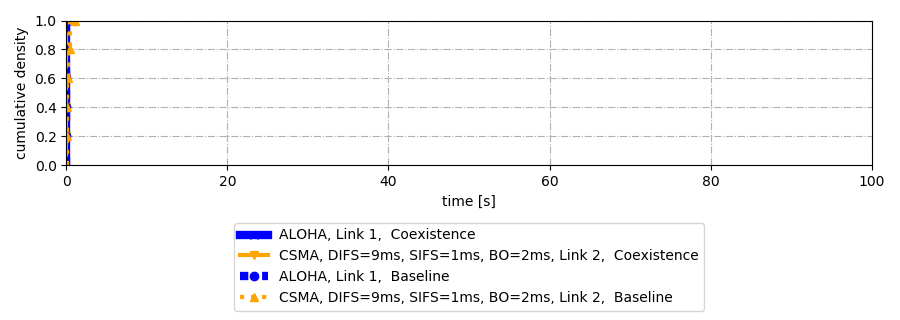 1.0
0.8
0.6
0.4
0.2
0.0
cumulative density
0 20 40 60 80 100
time [s]
ALOHA, Link 1,  Coexistence
CSMA, DIFS=9ms, SIFS=1ms, BO=2ms, Link 2,  Coexistence
ALOHA, Link 1,  Baseline
CSMA, DIFS=9ms, SIFS=1ms, BO=2ms, Link 2,  Baseline